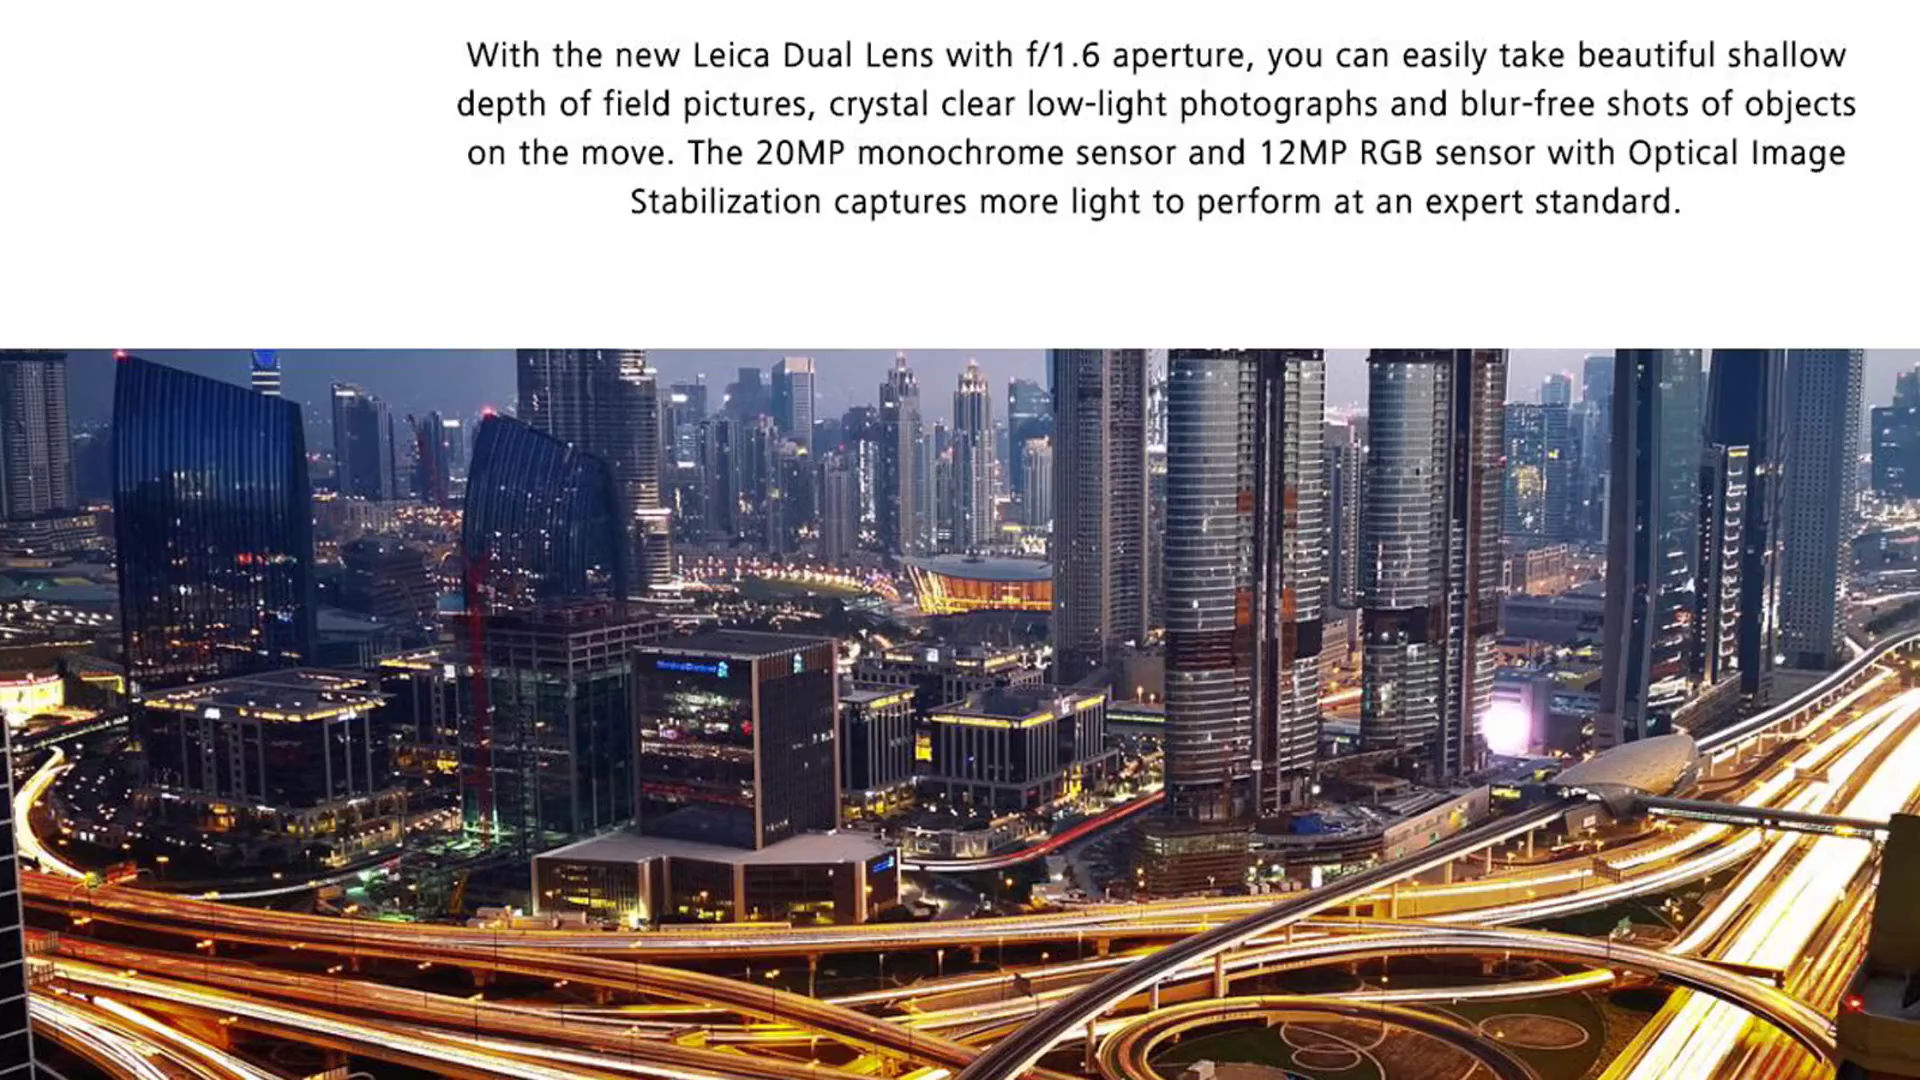 With the new Leica Dual Lens with f/1.6 aperture, you can easily take beautiful shallow
depth of field pictures, crystal clear low-light photographs and blur-free shots of objects
on the move. The 20MP monochrome sensor and 12MP RGB sensor with Optical Image
Stabilization captures more light to perform at an expert standard.